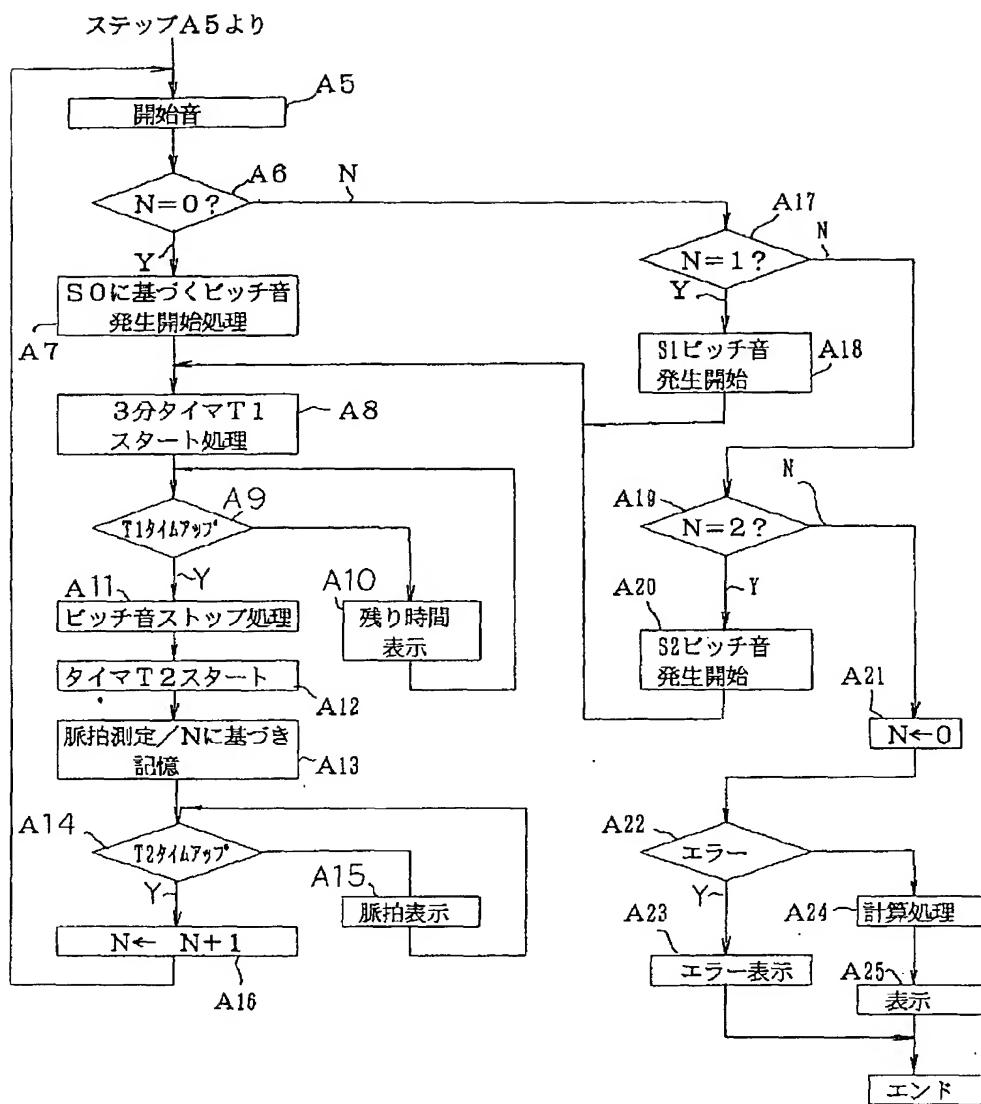 ステップA5より
A5
開始音
A6
N=0?
N
Y
A7
S0に基づくピッチ音
発生開始処理
A8
3分タイマT1
スタート処理
A9
T1タイムアップ
Y
A10
残り時間
表示
A11
ピッチ音ストップ処理
タイマT2スタート
A12
脈拍測定/Nに基づき
記憶
A13
A14
T2タイムアップ
Y
A15
脈拍表示
N← N+1
A16
A17
N=1?
N
Y
S1ピッチ音
発生開始
A18
A19
N=2?
N
Y
A20
S2ピッチ音
発生開始
A21
N←0
A22
エラー
Y
A23
エラー表示
A24
計算処理
A25
表示
エンド